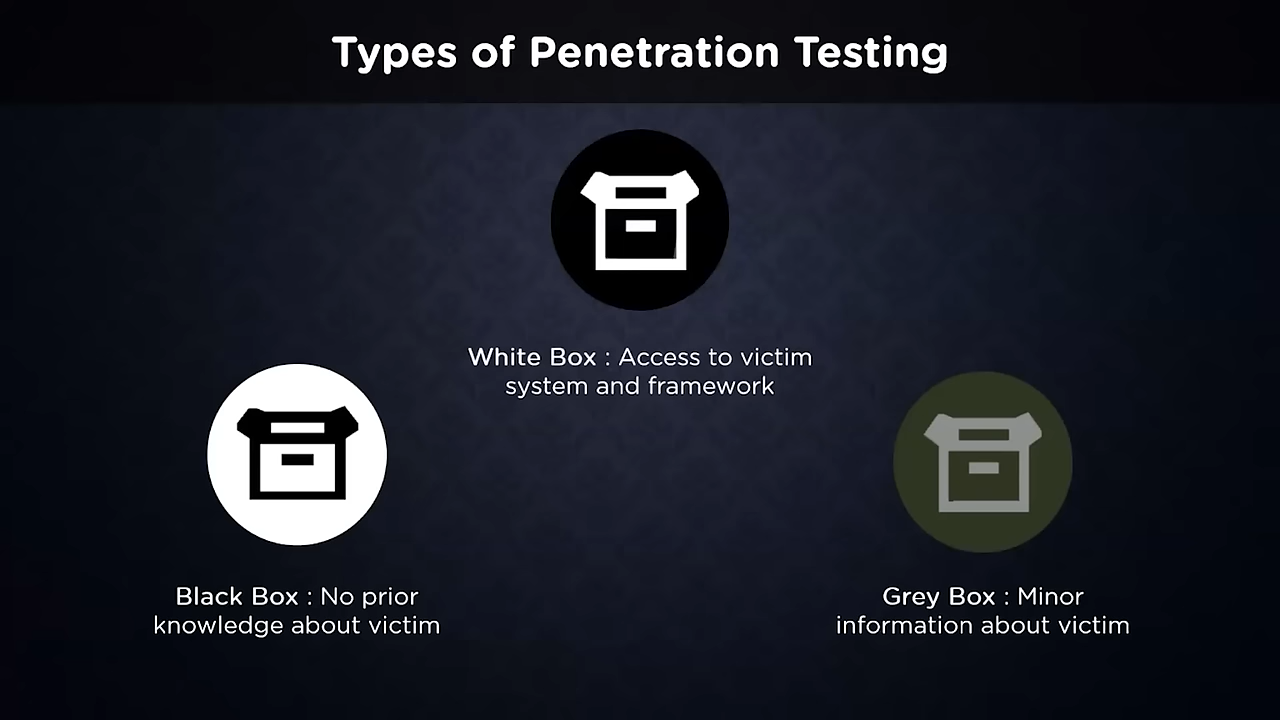 Types of Penetration Testing
White Box : Access to victim
system and framework
Black Box : No prior
knowledge about victim
Grey Box : Minor
information about victim